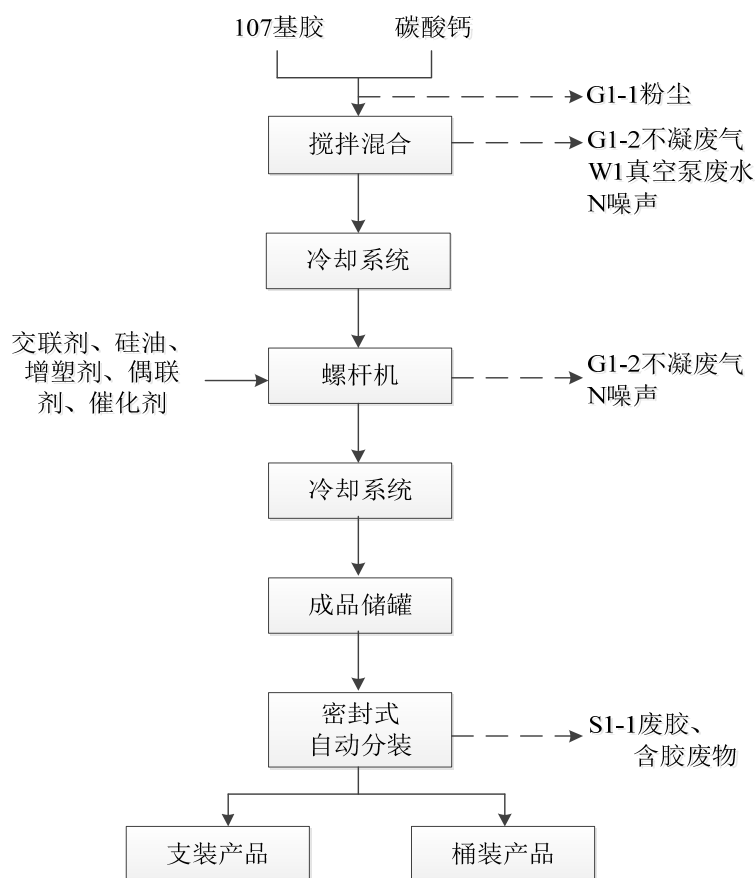 107基胶
碳酸钙
G1-1粉尘
搅拌混合
G1-2不凝废气
W1真空泵废水
N噪声
冷却系统
交联剂、硅油、
增塑剂、偶联
剂、催化剂
螺杆机
G1-2不凝废气
N噪声
冷却系统
成品储罐
密封式
自动分装
S1-1废胶、
含胶废物
支装产品
桶装产品